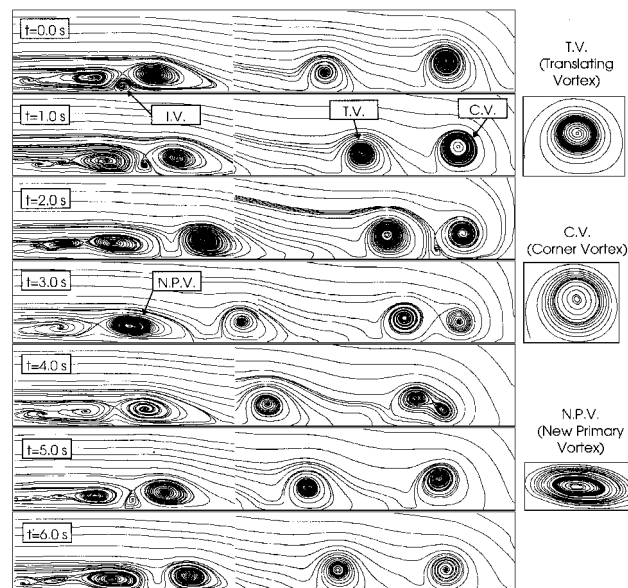 t=0.0 s
I.V.
t=1.0 s
T.V.
C.V.
t=2.0 s
t=3.0 s
N.P.V.
t=4.0 s
t=5.0 s
t=6.0 s
T.V.
(Translating
Vortex)
C.V.
(Corner Vortex)
N.P.V.
(New Primary
Vortex)